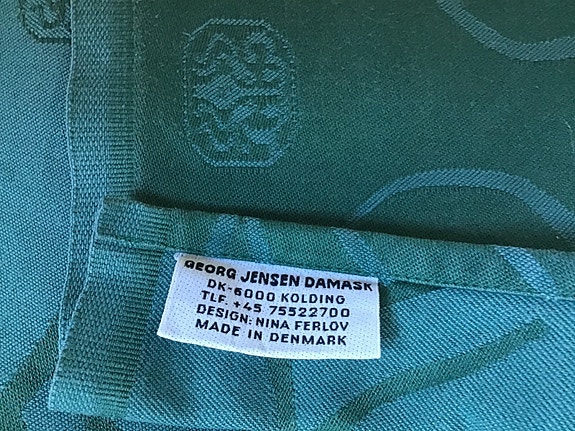 GEORG JENSEN DAMASK
DK-6000 KOLDING
TLF. +45 75522700
DESIGN: NINA FERLOV
MADE IN DENMARK